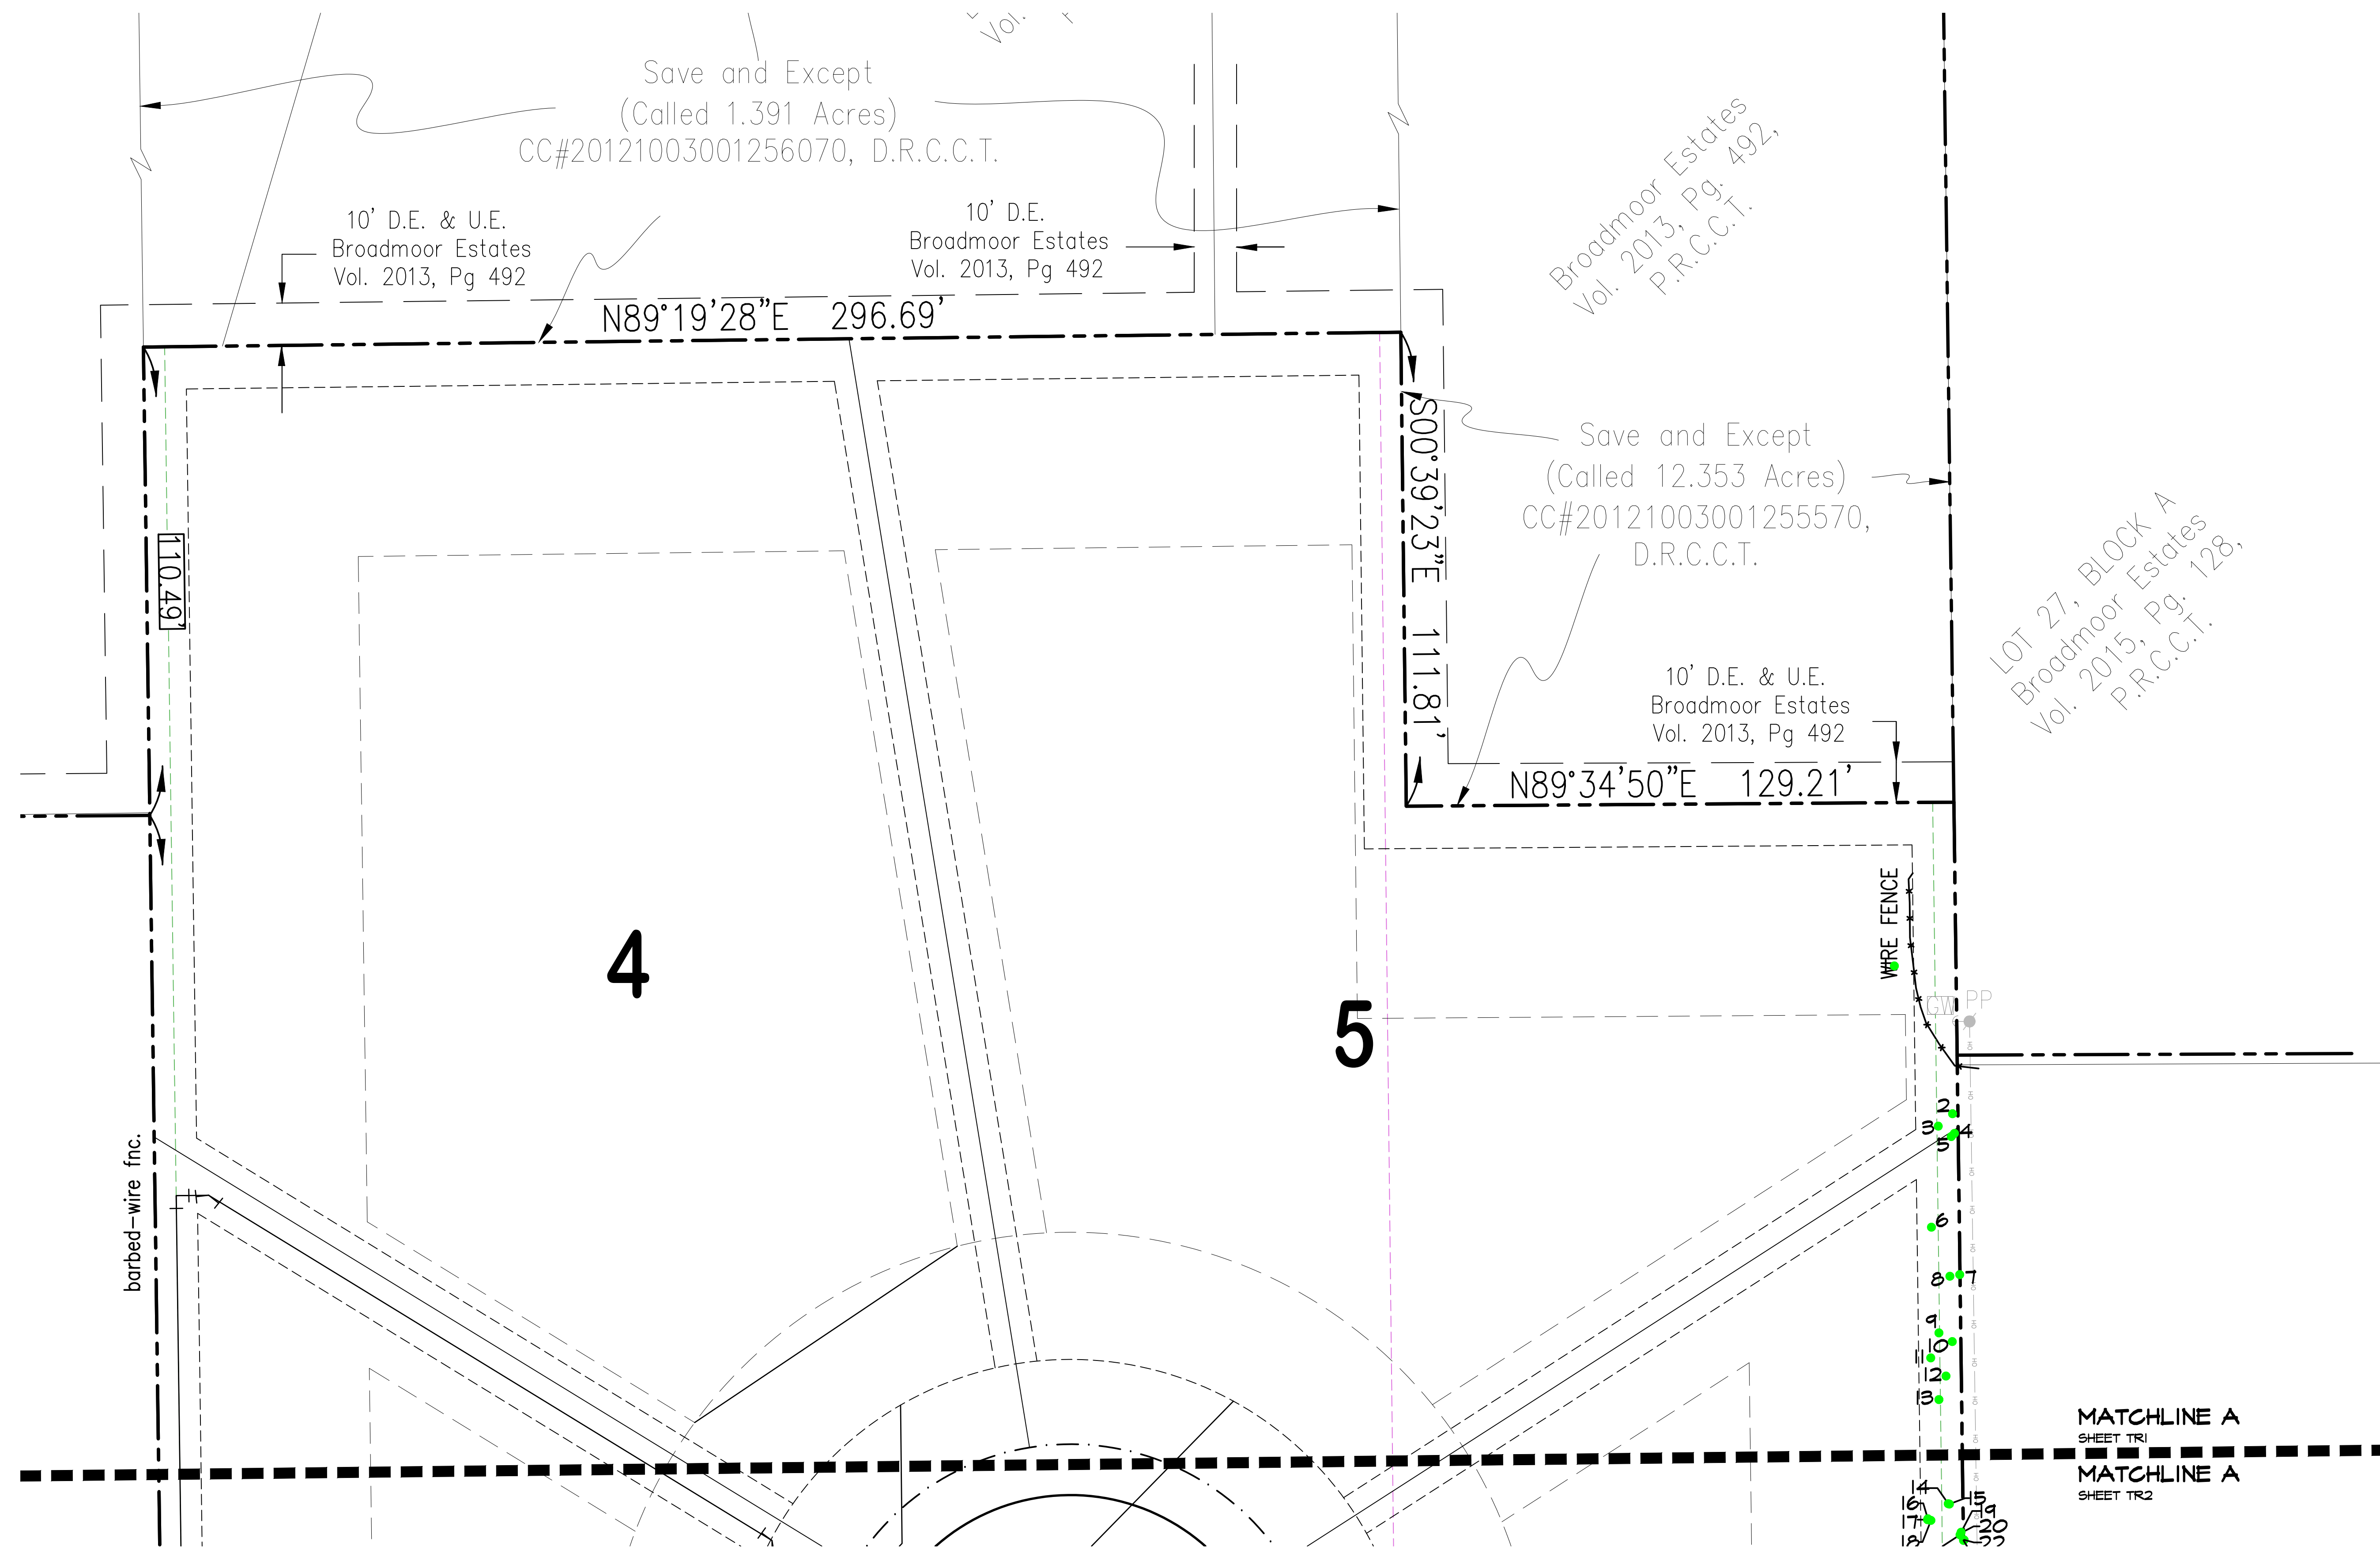 Vol.
Save and Except
(Called 1.391 Acres)
CC#20121003001256070, D.R.C.C.T.
10' D.E. & U.E.
Broadmoor Estates
Vol. 2013, Pg 492
10' D.E.
Broadmoor Estates
Vol. 2013, Pg 492
Broadmoor Estates
Vol. 2013, Pg. 492,
P.R.C.C.T.
N89°19'28"E 296.69'
S00°39'23"E 111.81'
Save and Except
(Called 12.353 Acres)
CC#20121003001255570,
D.R.C.C.T.
LOT 27, BLOCK A
Broadmoor Estates
Vol. 2015, Pg. 128,
P.R.C.C.T.
110.49'
10' D.E. & U.E.
Broadmoor Estates
Vol. 2013, Pg 492
N89°34'50"E 129.21'
4
5
WIRE FENCE
GW
PP
OH
barbed-wire fnc.
2
3
4
5
6
7
8
9
10
11
12
13
MATCHLINE A
SHEET TR1
MATCHLINE A
SHEET TR2
14
15
16
17
18
19
20
22